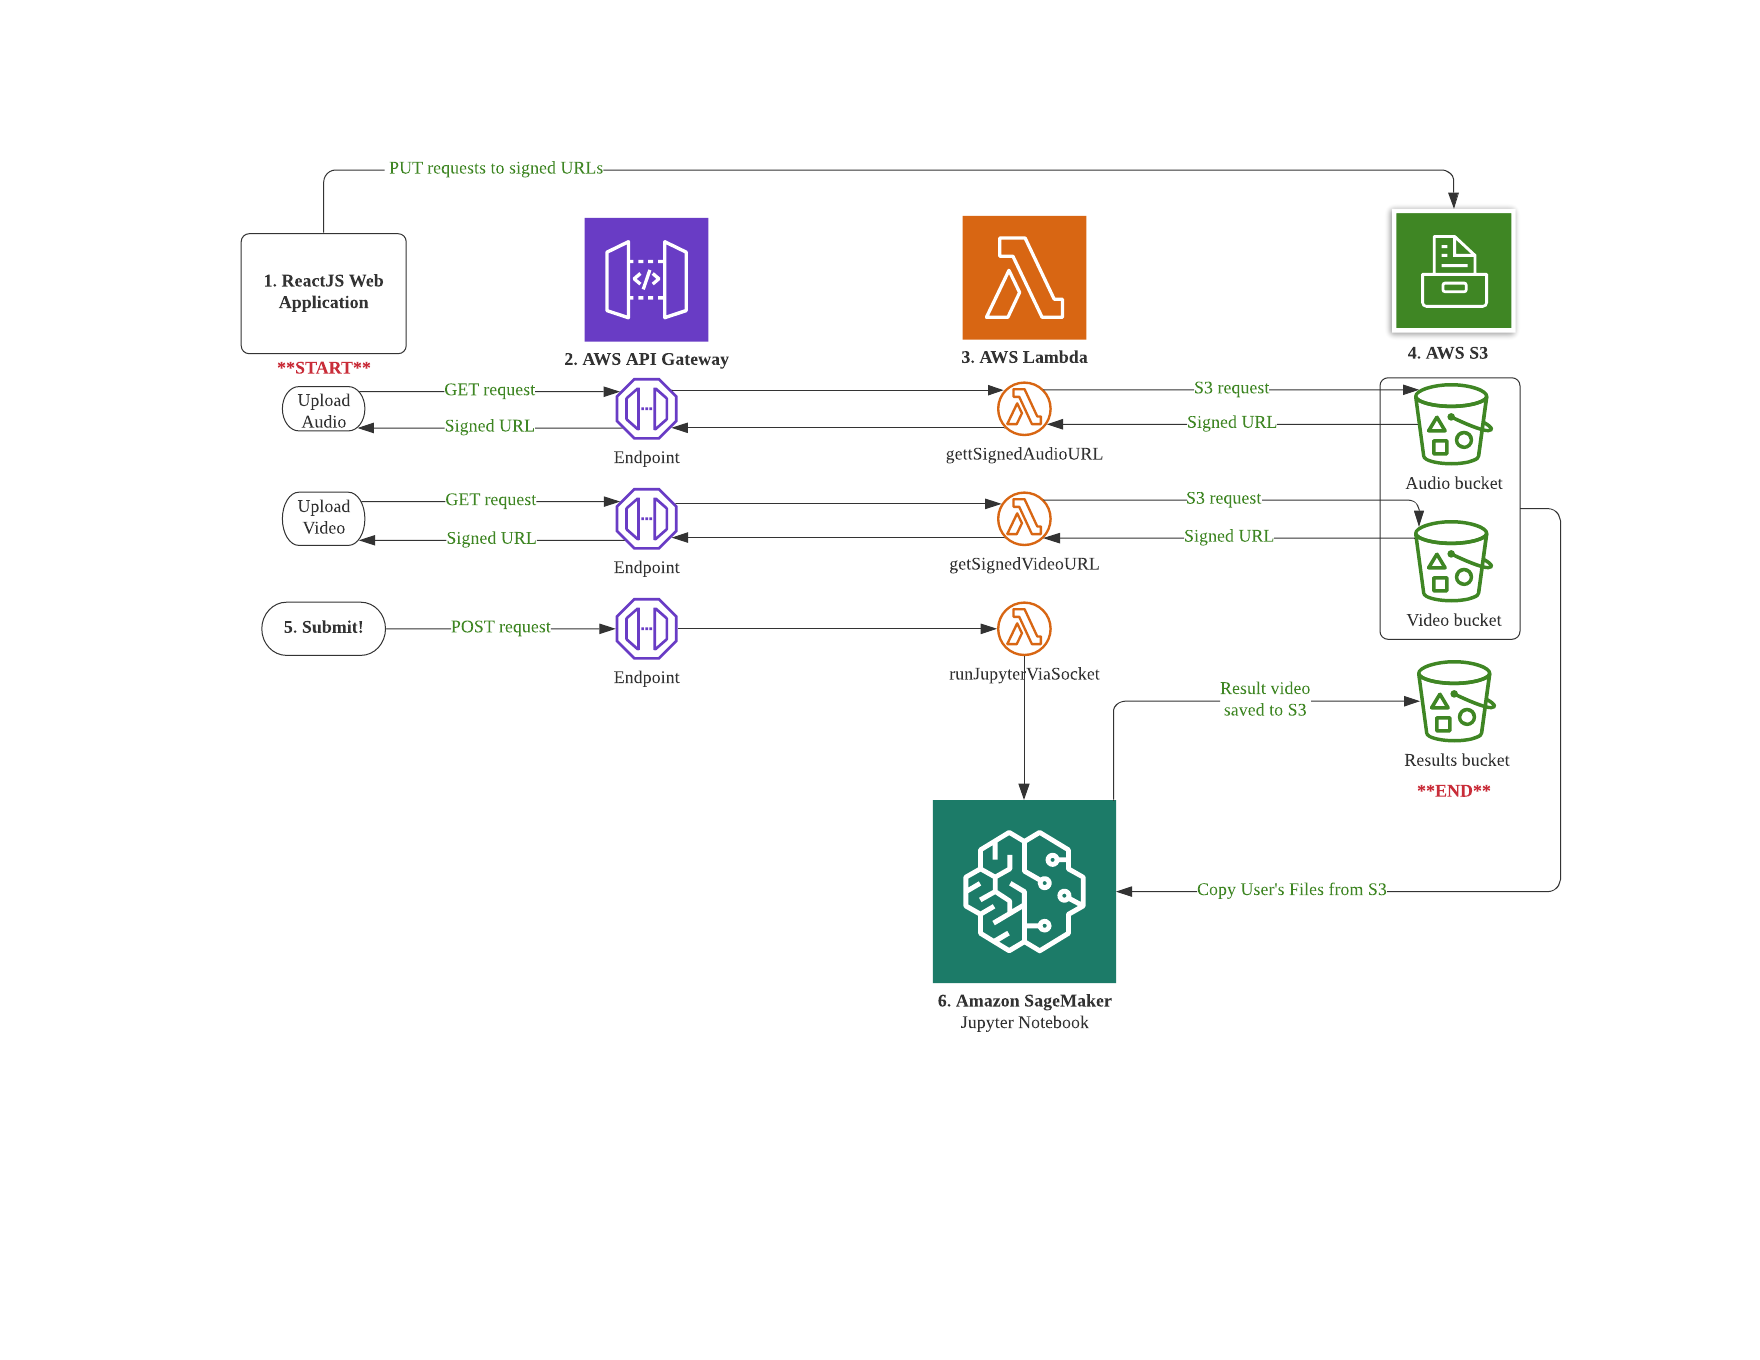 PUT requests to signed URLs
1. ReactJS Web
Application
**START**
2. AWS API Gateway
3. AWS Lambda
4. AWS S3
Upload
Audio
GET request
Signed URL
Endpoint
gettSignedAudioURL
S3 request
Signed URL
Audio bucket
Upload
Video
GET request
Signed URL
Endpoint
getSignedVideoURL
S3 request
Signed URL
Video bucket
5. Submit!
POST request
Endpoint
runJupyterViaSocket
Result video
saved to S3
Results bucket
**END**
Copy User's Files from S3
6. Amazon SageMaker
Jupyter Notebook